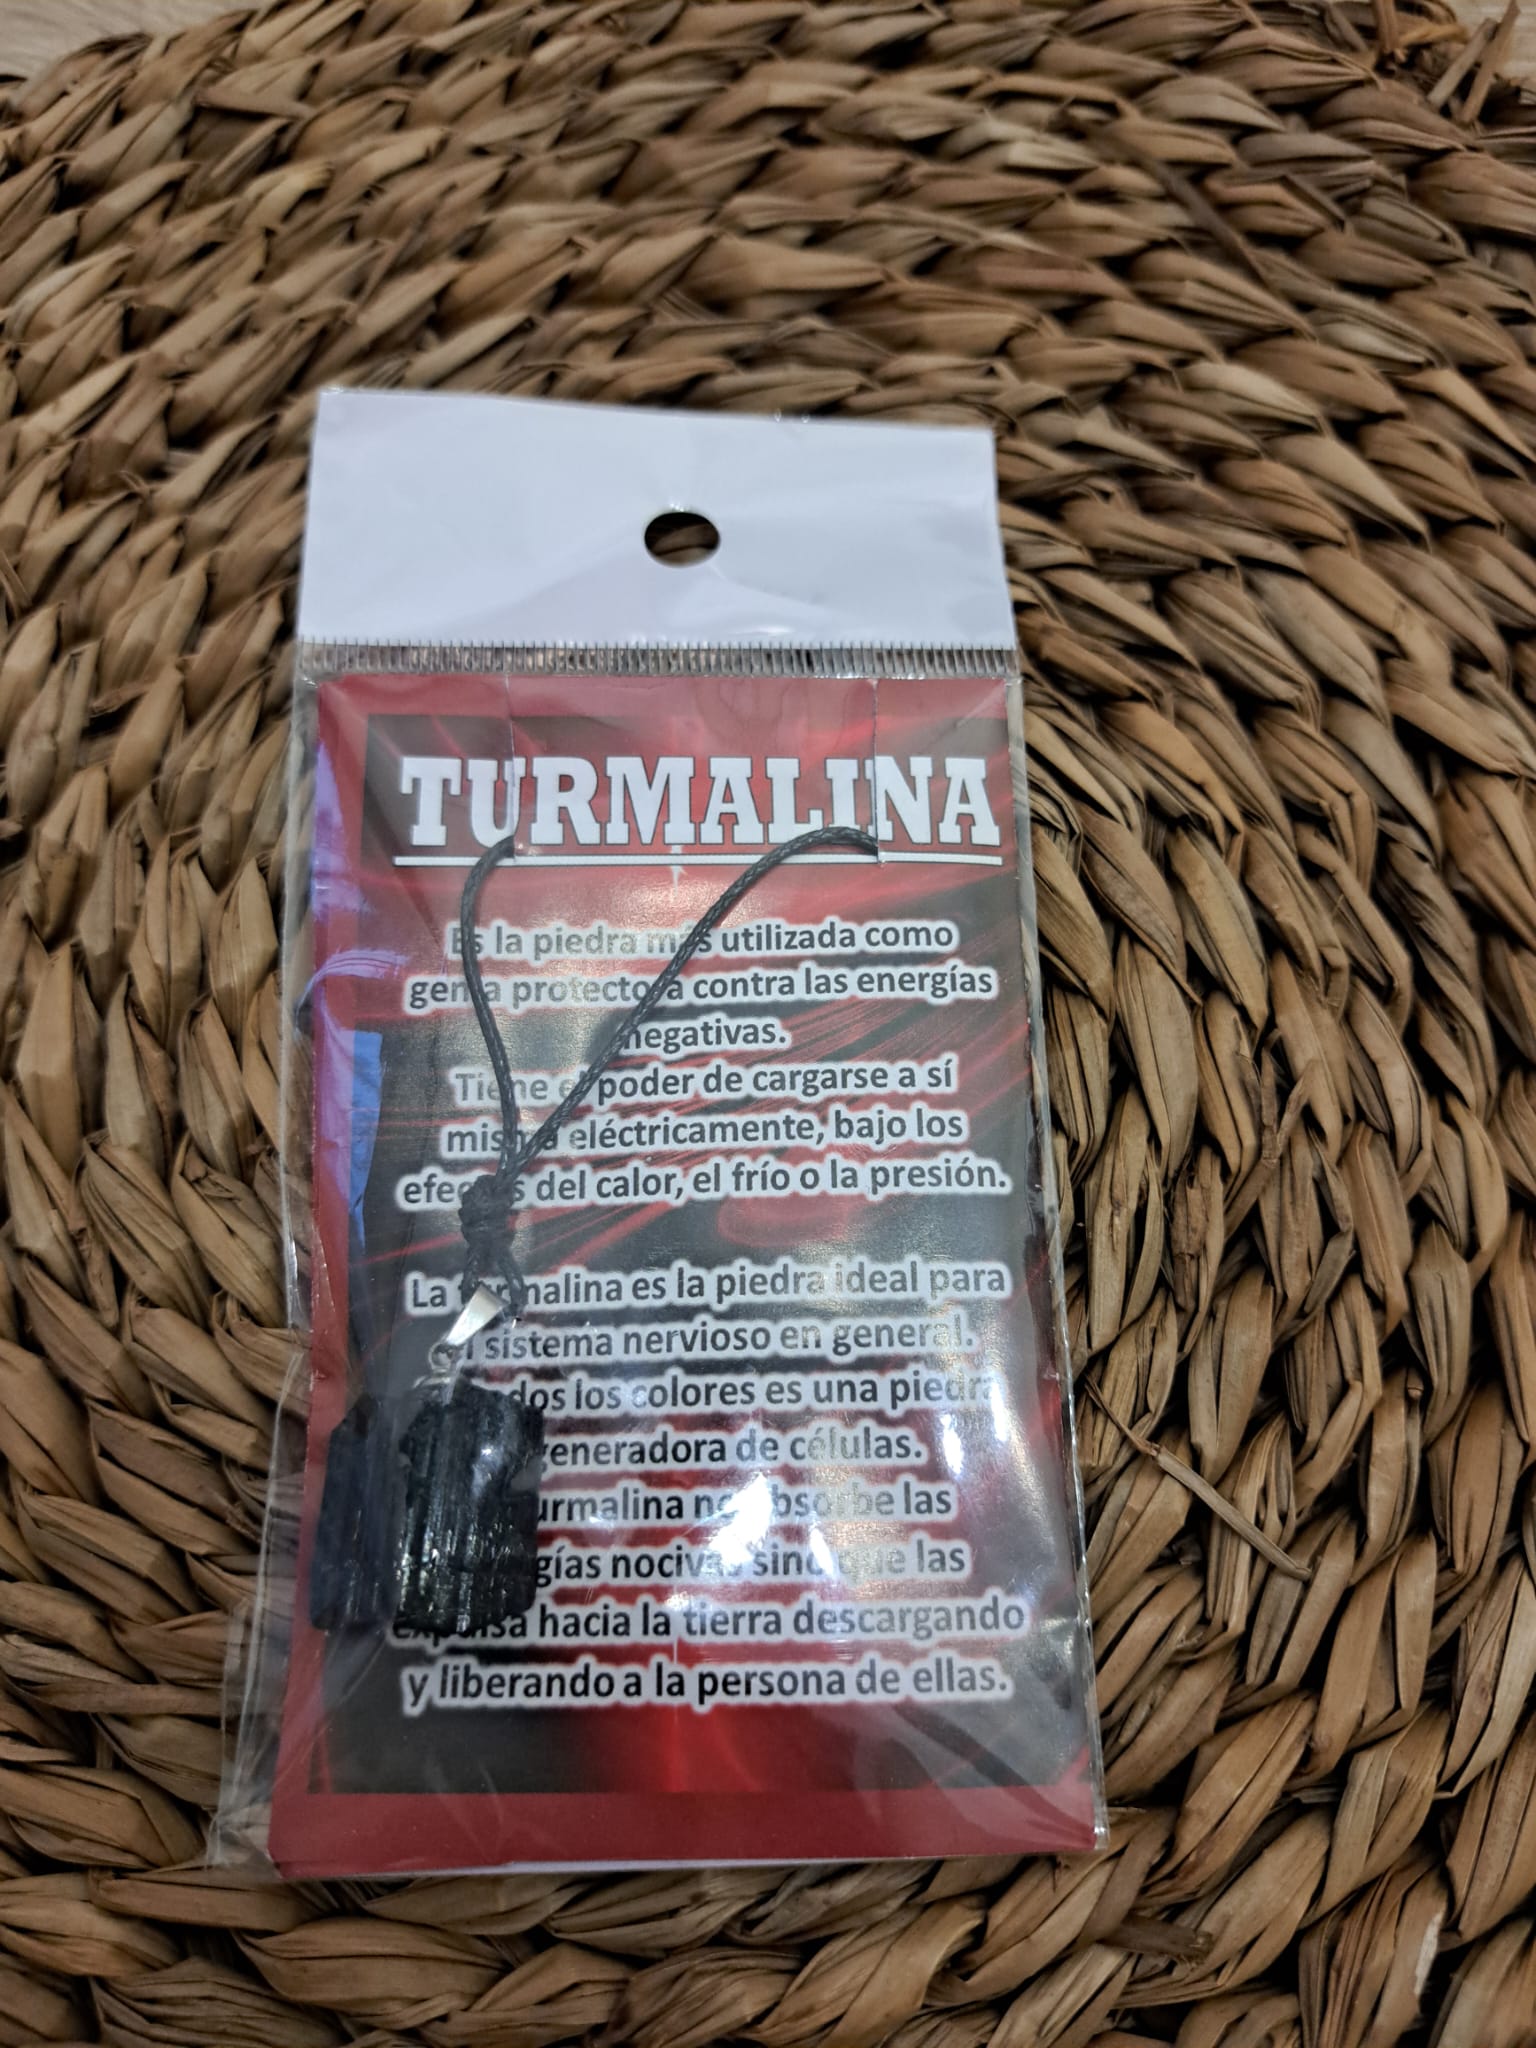 TURMALINA
Es la piedra más utilizada como
gema protectora contra las energías
negativas.
Tiene el poder de cargarse a sí
misma eléctricamente, bajo los
efectos del calor, el frío o la presión.
La turmalina es la piedra ideal para
sistema nervioso en general.
los colores es una piedra
de células.
turmalina no absorbe las
nocivas sino que las
expulsa hacia la tierra descargando
y liberando a la persona de ellas.